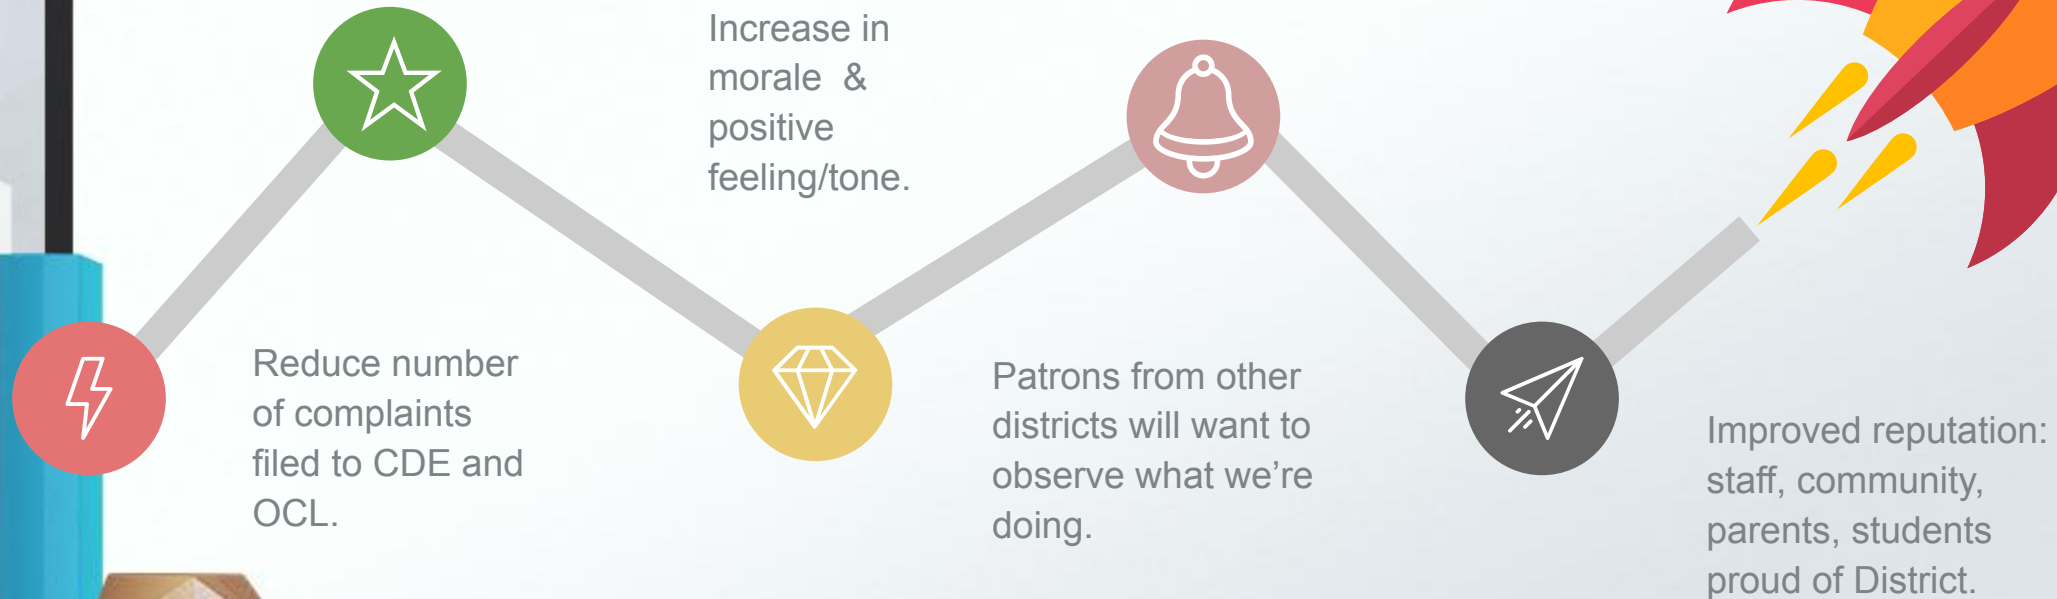 Increase in
morale & 
positive
feeling/tone.
Reduce number
of complaints
filed to CDE and
OCL.
Patrons from other
districts will want to
observe what we’re
doing.
Improved reputation:
staff, community,
parents, students
proud of District.